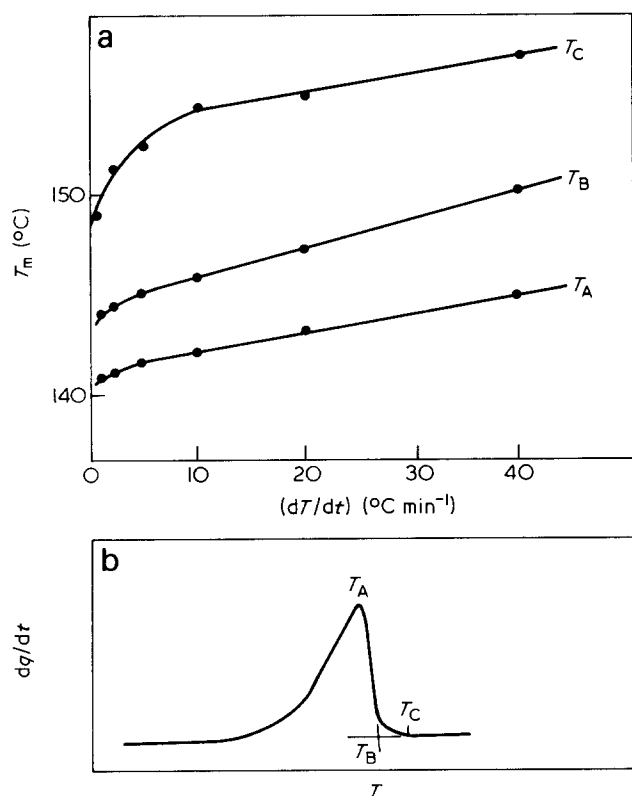 a
T_C
150
T_B
T_m (°C)
T_A
140
0 10 20 30 40
(dT/dt) (°C min⁻¹)
b
T_A
dq/dt
T_C
T_B
T